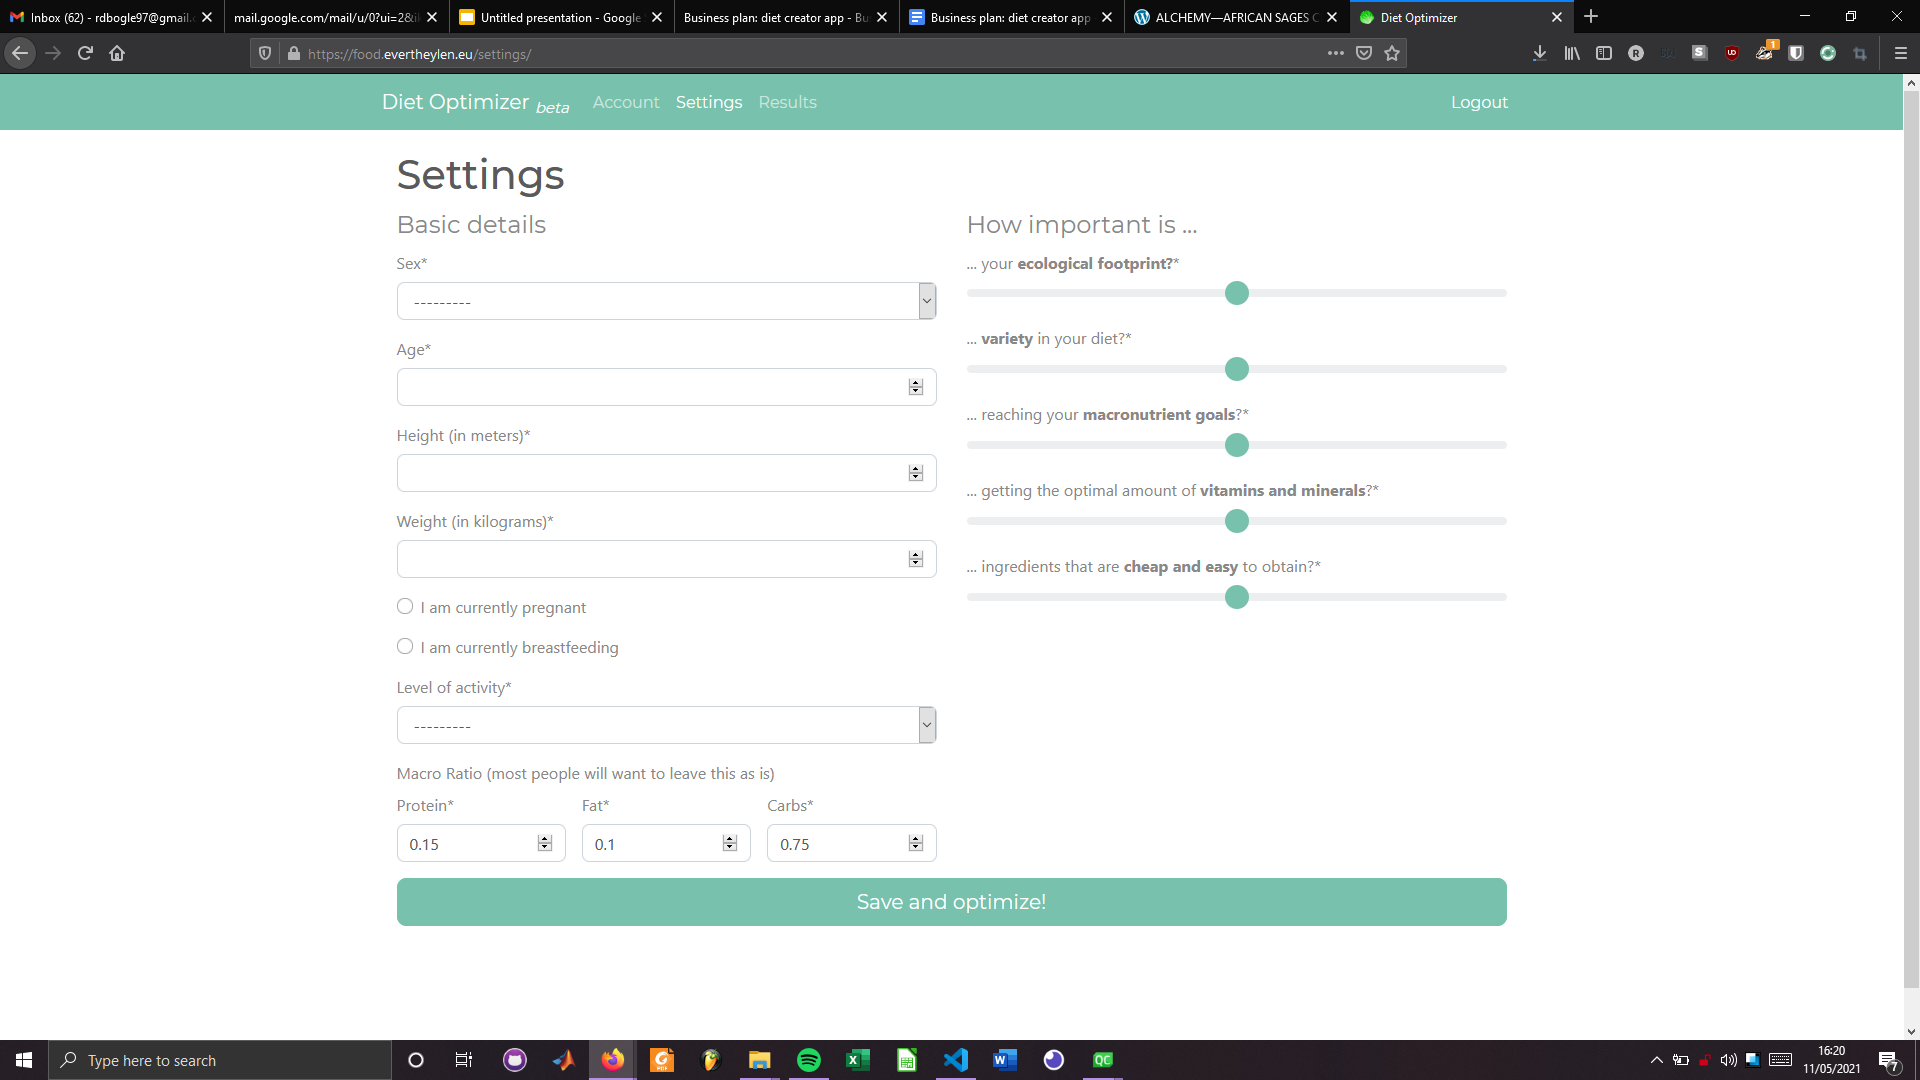 Inbox (62) - rdbogle97@gmail.
mail.google.com/mail/u/0?ui=2&
Untitled presentation - Google
Business plan: diet creator app - Bu
Business plan: diet creator app
ALCHEMY—AFRICAN SAGES
Diet Optimizer
https://food.evertheylen.eu/settings/
Diet Optimizer beta Account Settings Results Logout
Settings
Basic details
Sex*
---------
Age*
Height (in meters)*
Weight (in kilograms)*
I am currently pregnant
I am currently breastfeeding
Level of activity*
---------
Macro Ratio (most people will want to leave this as is)
Protein* Fat* Carbs*
0.15 0.1 0.75
How important is ...
... your ecological footprint?*
... variety in your diet?*
... reaching your macronutrient goals?*
... getting the optimal amount of vitamins and minerals?*
... ingredients that are cheap and easy to obtain?*
Save and optimize!
Type here to search
16:20
11/05/2021
7